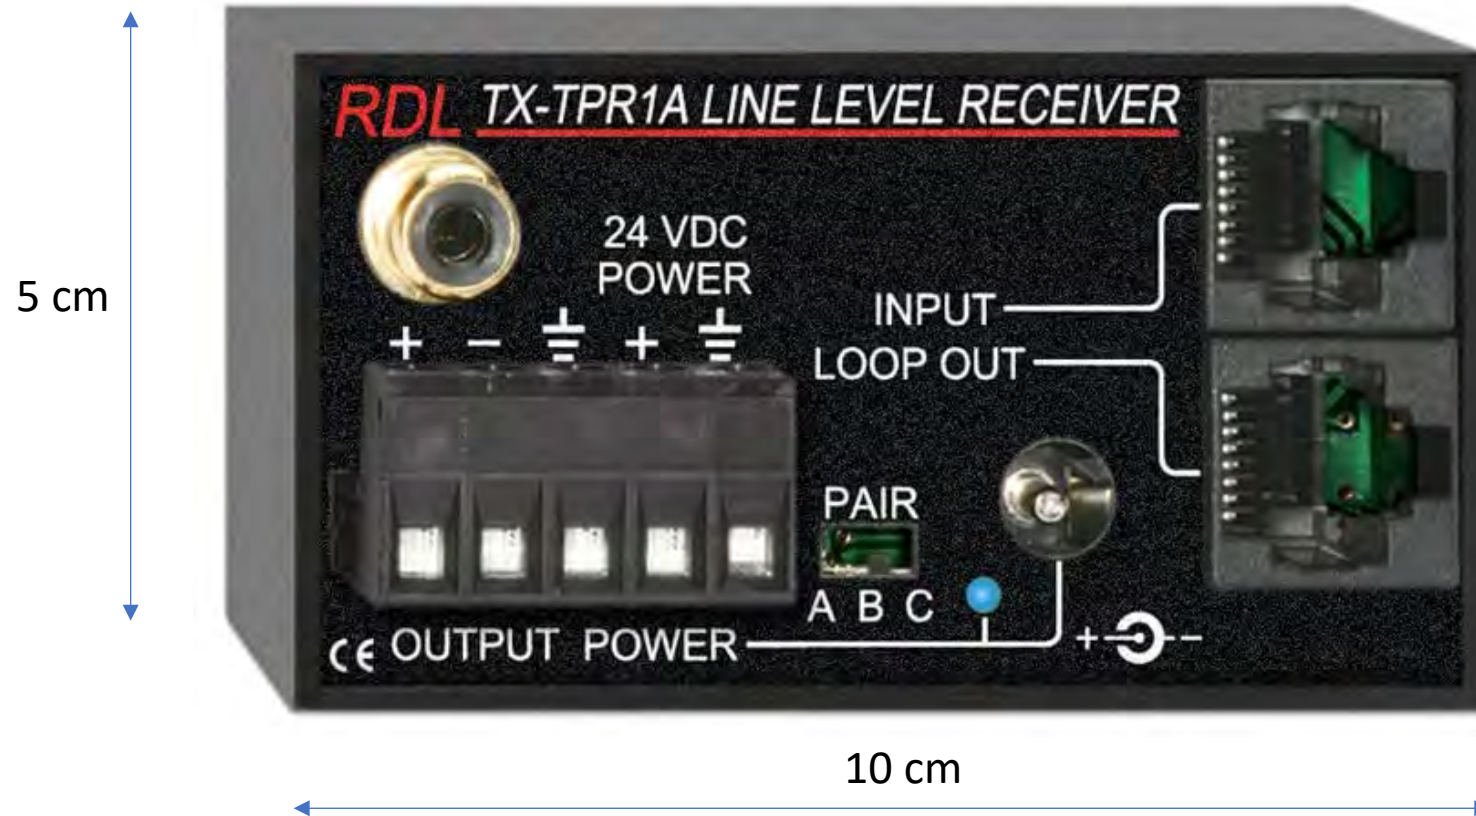 RDL TX-TPR1A LINE LEVEL RECEIVER
24 VDC
POWER
5 cm
INPUT
+ − + 
LOOP OUT
PAIR
A B C
CE OUTPUT POWER
+ −
10 cm